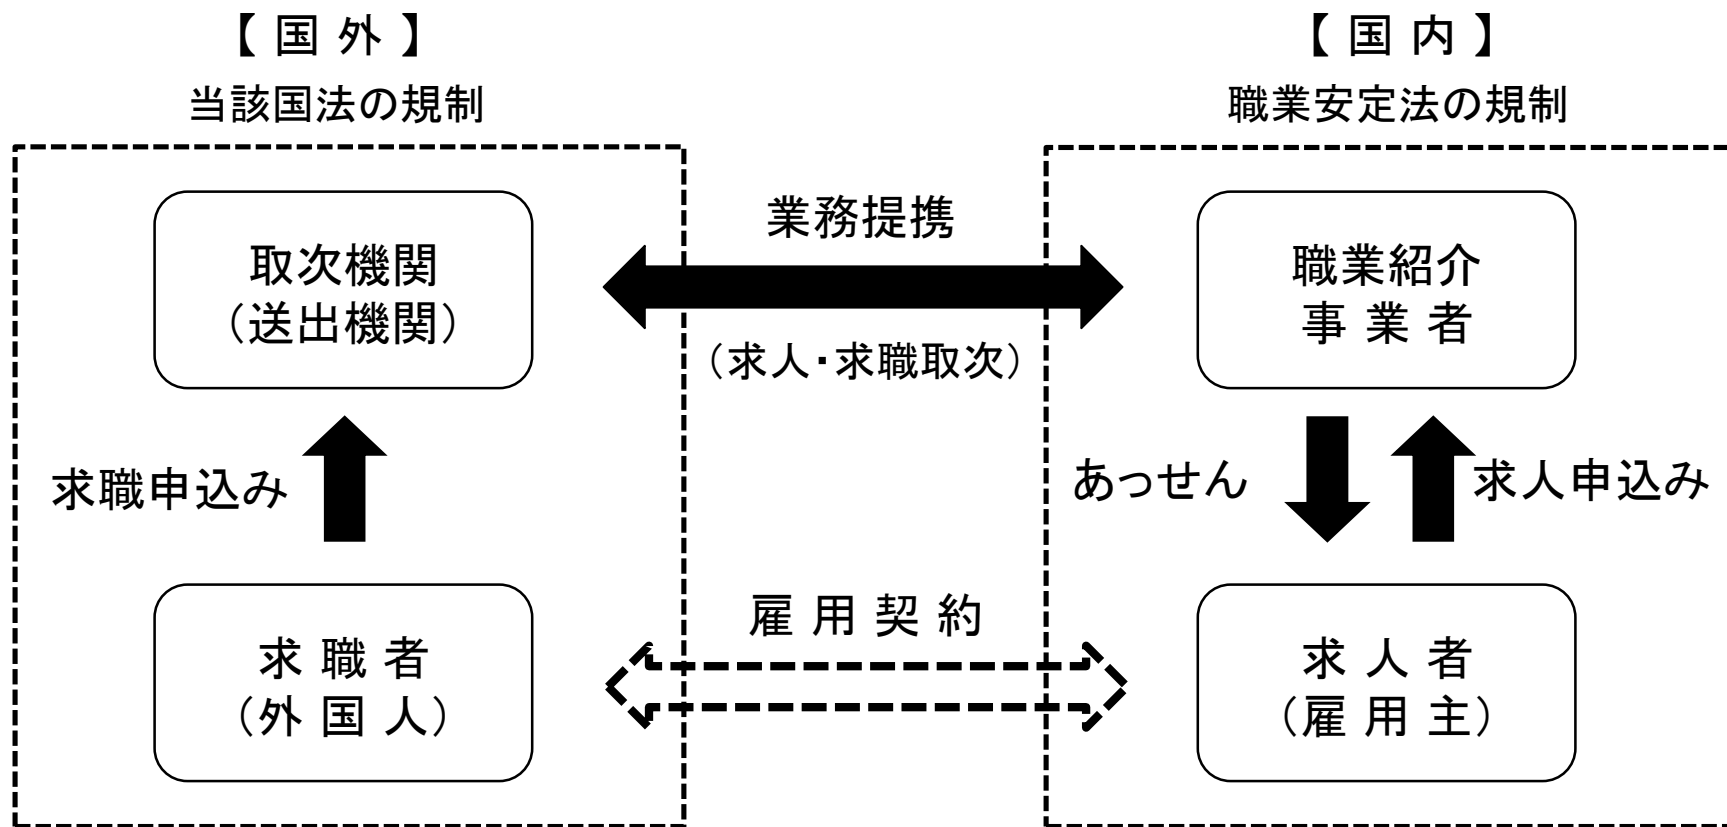 【国外】
当該国法の規制
【国内】
職業安定法の規制
取次機関
（送出機関）
業務提携
（求人・求職取次）
職業紹介
事業者
求職申込み
あっせん
求人申込み
求職者
（外国人）
雇用契約
求人者
（雇用主）